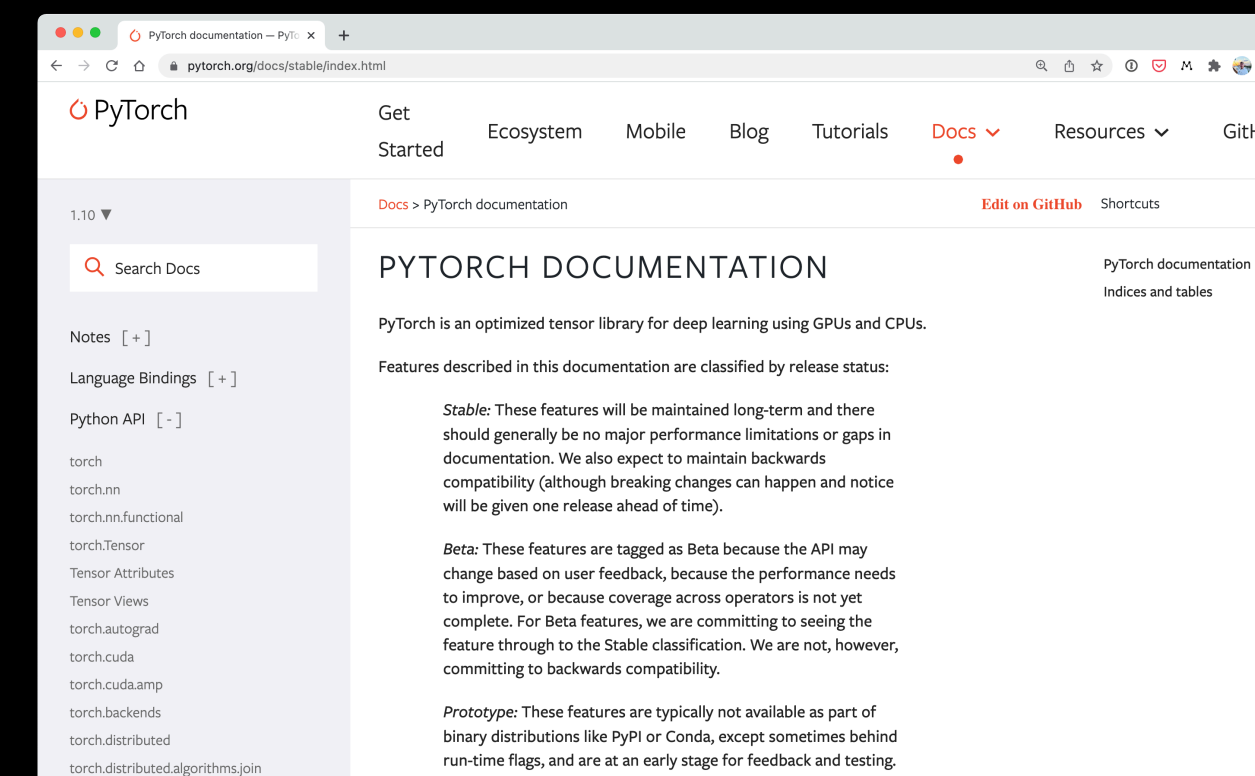 PyTorch documentation — PyTo
pytorch.org/docs/stable/index.html
PyTorch
Get
Started
Ecosystem
Mobile
Blog
Tutorials
Docs
Resources
GitH
1.10 ▼
Search Docs
Notes [ + ]
Language Bindings [ + ]
Python API [ - ]
torch
torch.nn
torch.nn.functional
torch.Tensor
Tensor Attributes
Tensor Views
torch.autograd
torch.cuda
torch.cuda.amp
torch.backends
torch.distributed
torch.distributed.algorithms.join
Docs > PyTorch documentation
Edit on GitHub
Shortcuts
PYTORCH DOCUMENTATION
PyTorch is an optimized tensor library for deep learning using GPUs and CPUs.
Features described in this documentation are classified by release status:
Stable: These features will be maintained long-term and there
should generally be no major performance limitations or gaps in
documentation. We also expect to maintain backwards
compatibility (although breaking changes can happen and notice
will be given one release ahead of time).
Beta: These features are tagged as Beta because the API may
change based on user feedback, because the performance needs
to improve, or because coverage across operators is not yet
complete. For Beta features, we are committing to seeing the
feature through to the Stable classification. We are not, however,
committing to backwards compatibility.
Prototype: These features are typically not available as part of
binary distributions like PyPI or Conda, except sometimes behind
run-time flags, and are at an early stage for feedback and testing.
PyTorch documentation
Indices and tables